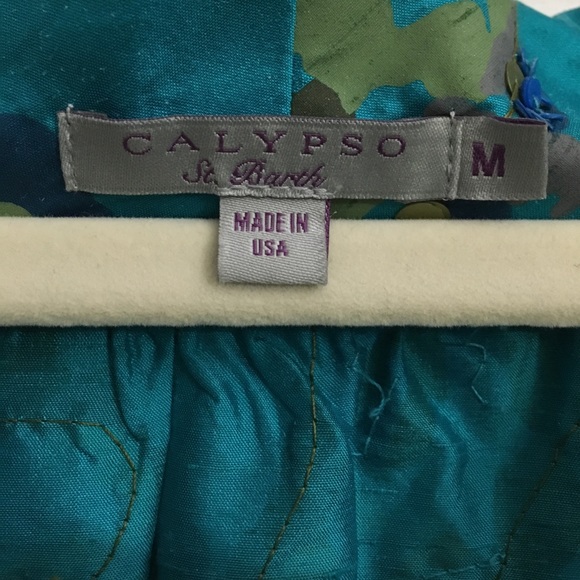 CALYPSO
St. Barth
M
MADE IN
USA